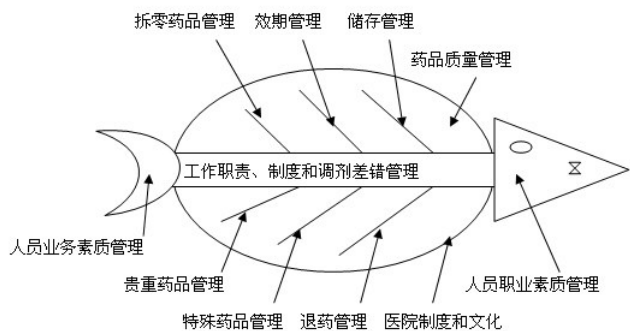 拆零药品管理 效期管理 储存管理
药品质量管理
工作职责、制度和调剂差错管理
人员业务素质管理
贵重药品管理
人员职业素质管理
特殊药品管理 退药管理 医院制度和文化